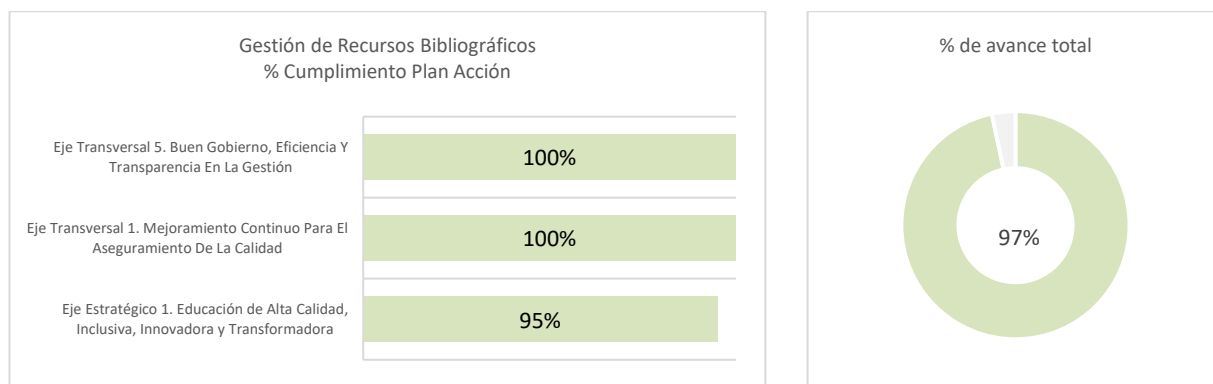 Gestión de Recursos Bibliográficos
% Cumplimiento Plan Acción
Eje Transversal 5. Buen Gobierno, Eficiencia Y
Transparencia En La Gestión
100%
Eje Transversal 1. Mejoramiento Continuo Para El
Aseguramiento De La Calidad
100%
Eje Estratégico 1. Educación de Alta Calidad,
Inclusiva, Innovadora y Transformadora
95%
% de avance total
97%